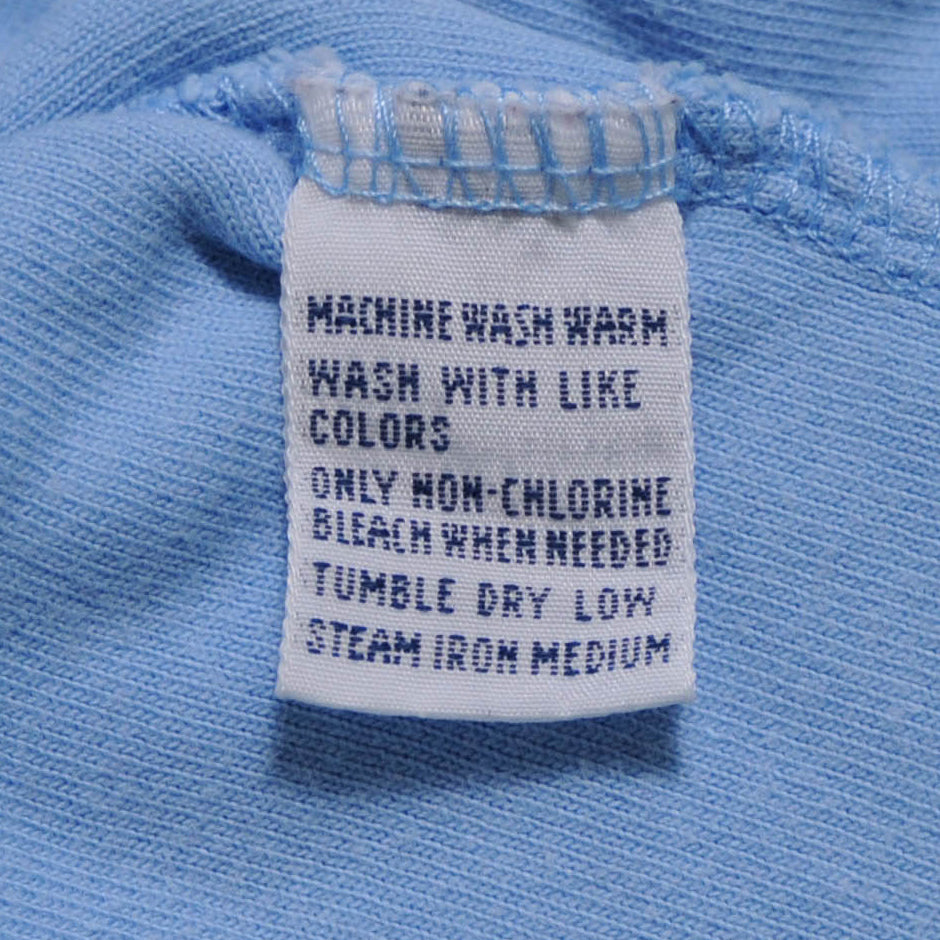 MACHINE WASH WARM
WASH WITH LIKE
COLORS
ONLY NON-CHLORINE
BLEACH WHEN NEEDED
TUMBLE DRY LOW
STEAM IRON MEDIUM